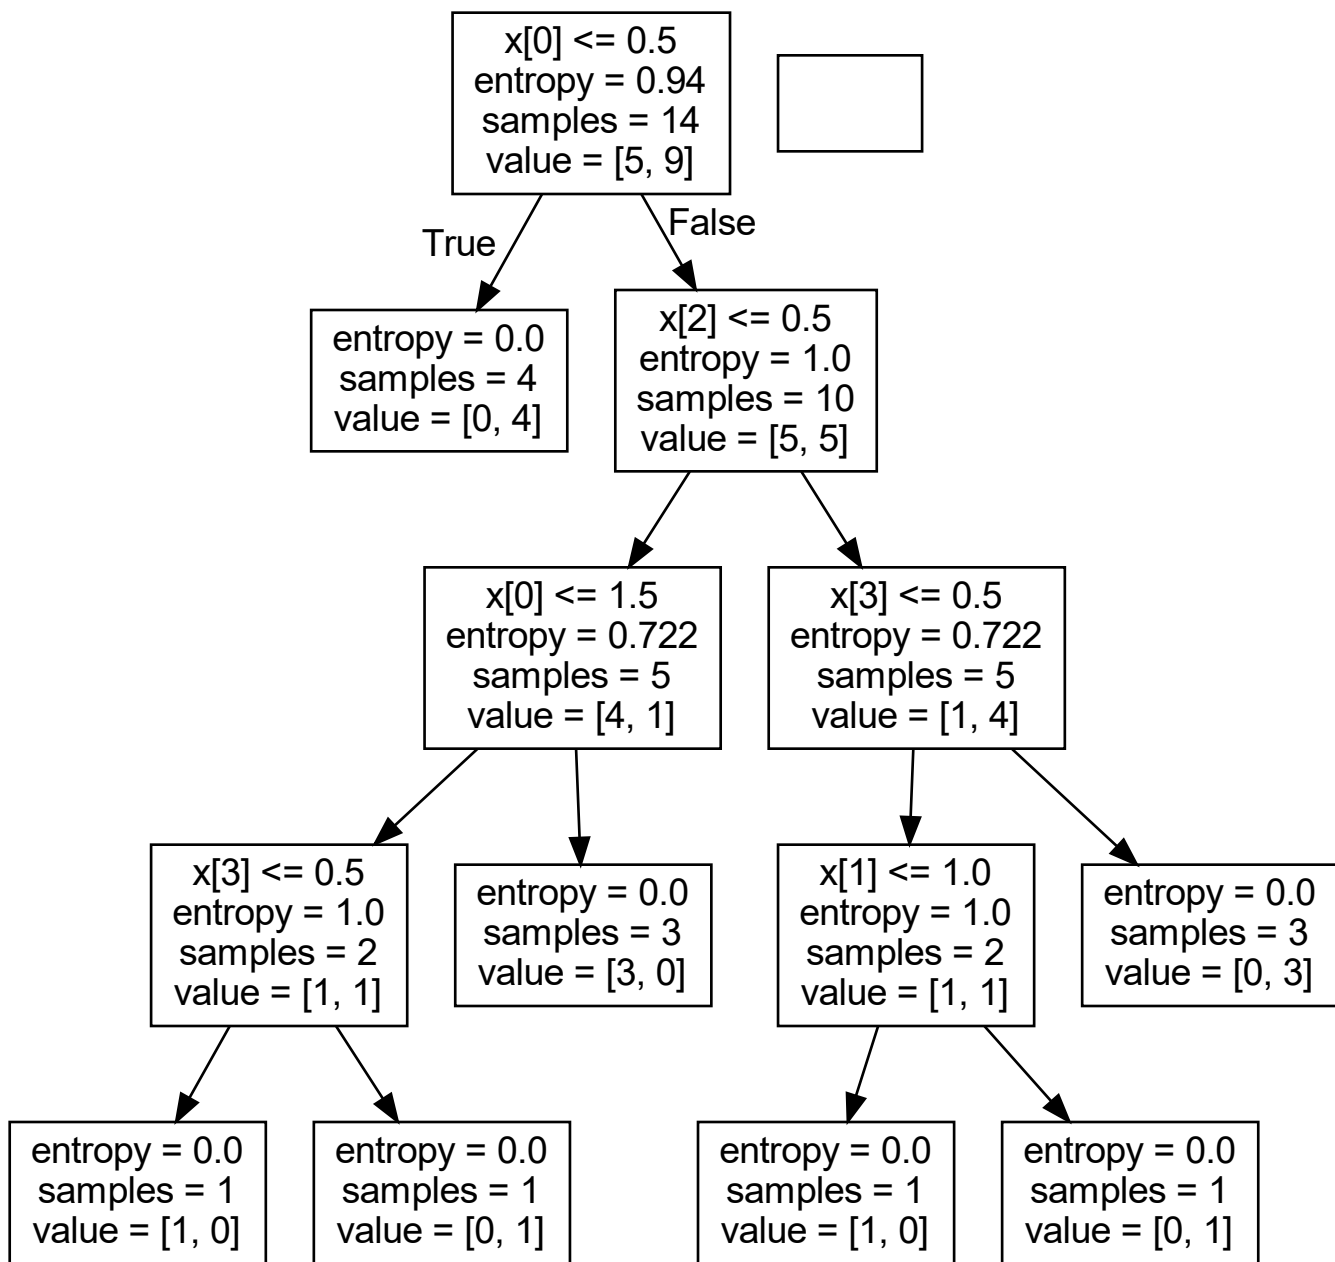 x[0] <= 0.5
entropy = 0.94
samples = 14
value = [5, 9]
True
False
entropy = 0.0
samples = 4
value = [0, 4]
x[2] <= 0.5
entropy = 1.0
samples = 10
value = [5, 5]
x[0] <= 1.5
entropy = 0.722
samples = 5
value = [4, 1]
x[3] <= 0.5
entropy = 0.722
samples = 5
value = [1, 4]
x[3] <= 0.5
entropy = 1.0
samples = 2
value = [1, 1]
entropy = 0.0
samples = 3
value = [3, 0]
x[1] <= 1.0
entropy = 1.0
samples = 2
value = [1, 1]
entropy = 0.0
samples = 3
value = [0, 3]
entropy = 0.0
samples = 1
value = [1, 0]
entropy = 0.0
samples = 1
value = [0, 1]
entropy = 0.0
samples = 1
value = [1, 0]
entropy = 0.0
samples = 1
value = [0, 1]